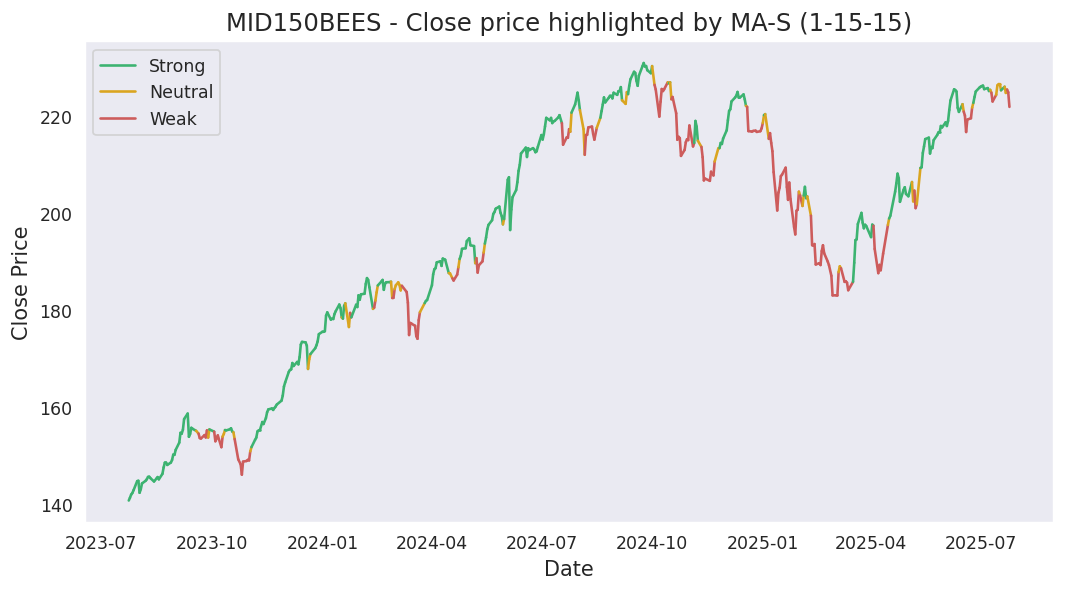 MID150BEES - Close price highlighted by MA-S (1-15-15)
Strong
Neutral
Weak
Close Price
220
200
180
160
140
2023-07 2023-10 2024-01 2024-04 2024-07 2024-10 2025-01 2025-04 2025-07
Date